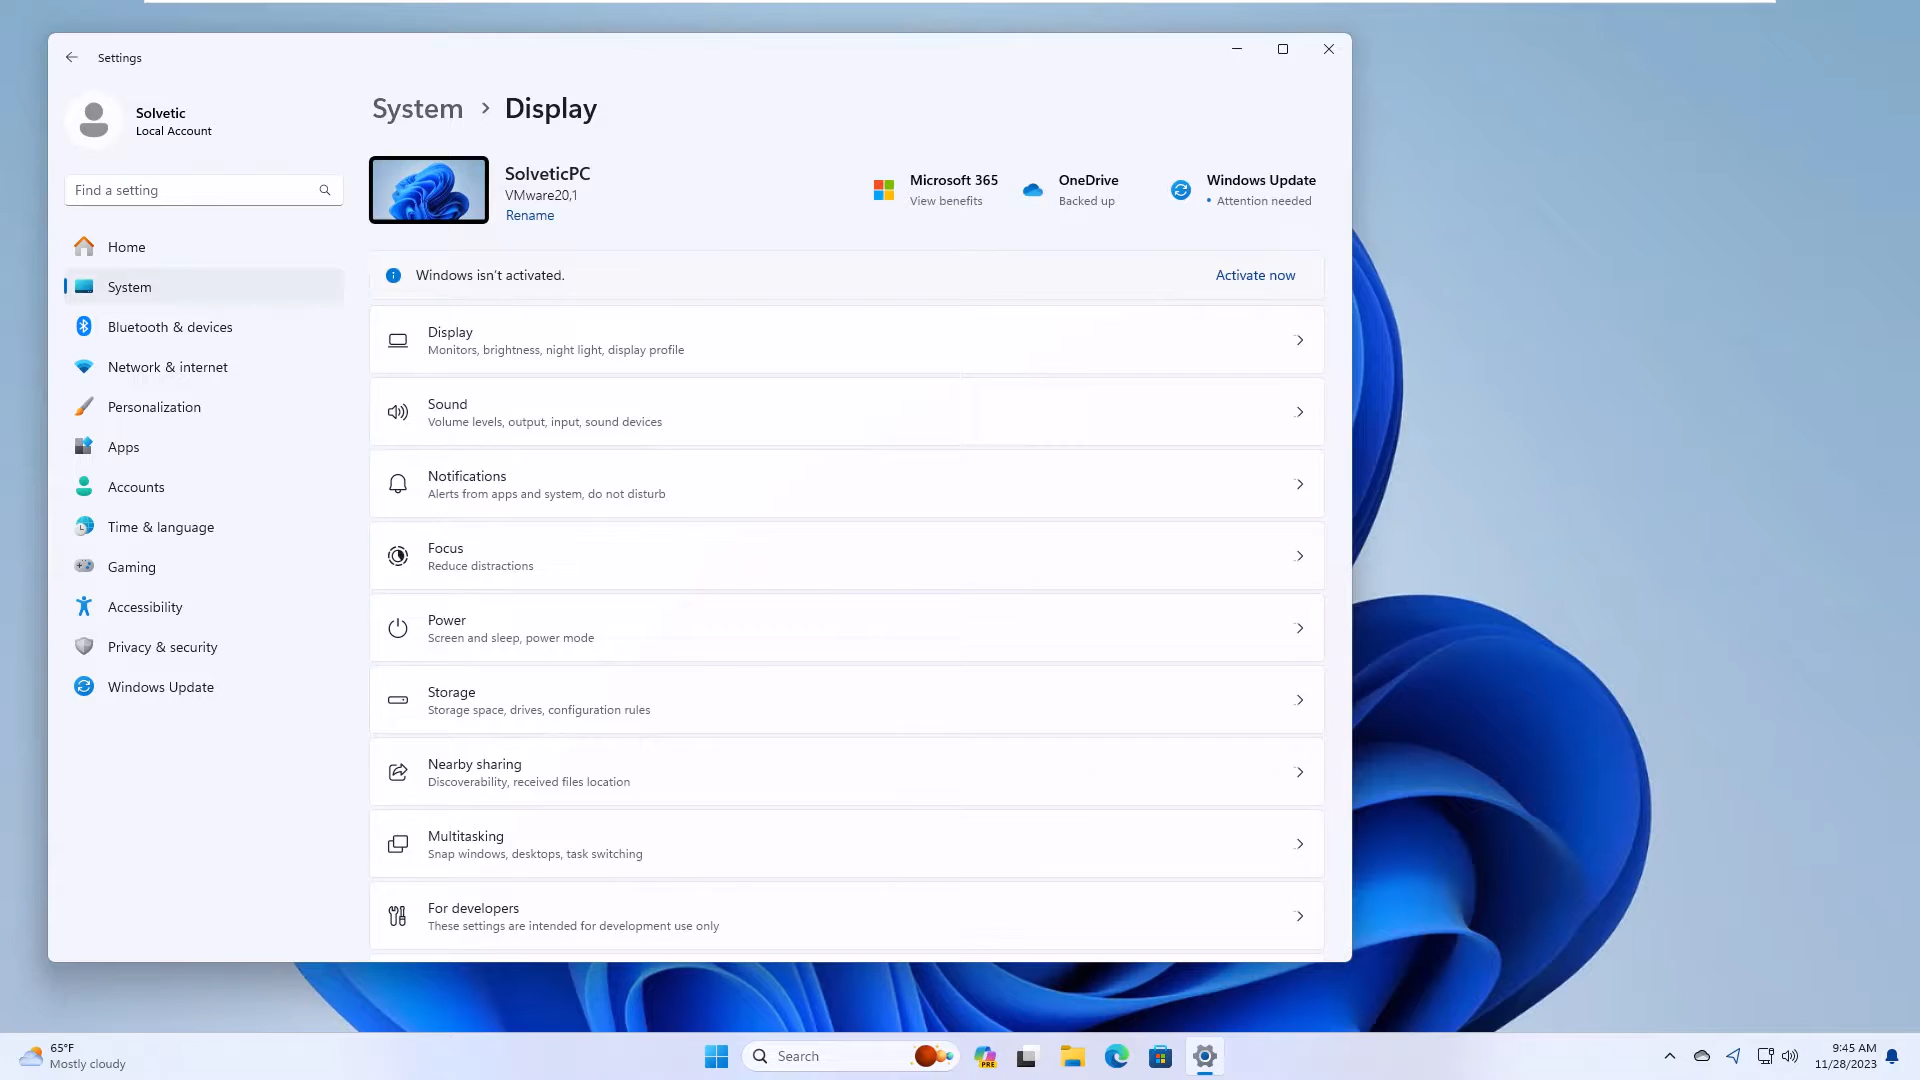 Settings
Solvetic
Local Account
Find a setting
Home
System
Bluetooth & devices
Network & internet
Personalization
Apps
Accounts
Time & language
Gaming
Accessibility
Privacy & security
Windows Update
System > Display
SolveticPC
VMware20,1
Rename
Microsoft 365
View benefits
OneDrive
Backed up
Windows Update
• Attention needed
Windows isn't activated.
Activate now
Display
Monitors, brightness, night light, display profile
Sound
Volume levels, output, input, sound devices
Notifications
Alerts from apps and system, do not disturb
Focus
Reduce distractions
Power
Screen and sleep, power mode
Storage
Storage space, drives, configuration rules
Nearby sharing
Discoverability, received files location
Multitasking
Snap windows, desktops, task switching
For developers
These settings are intended for development use only
65°F
Mostly cloudy
Search
PRE
9:45 AM
11/28/2023